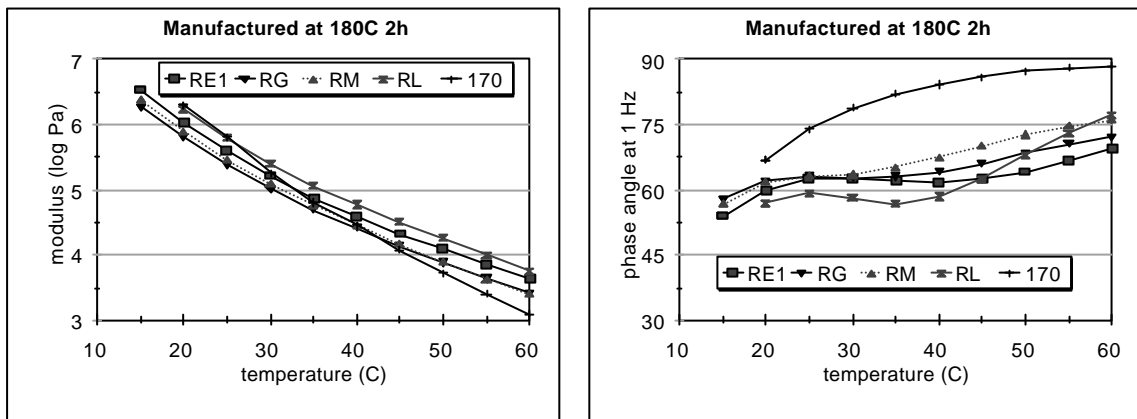 Manufactured at 180C 2h
7
6
5
4
3
modulus (log Pa)
RE1 RG RM RL 170
10 20 30 40 50 60
temperature (C)
Manufactured at 180C 2h
90
75
60
45
30
phase angle at 1 Hz
RE1 RG RM RL 170
10 20 30 40 50 60
temperature (C)